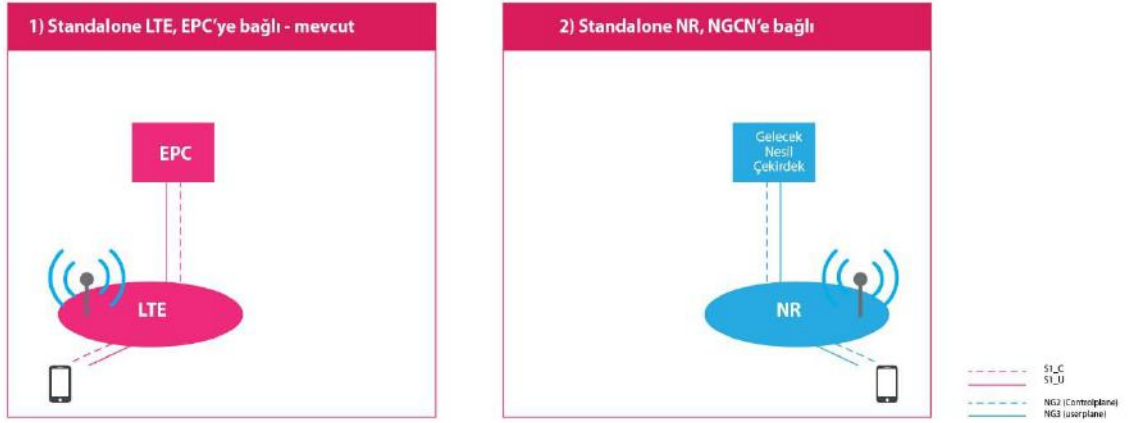 1) Standalone LTE, EPC'ye bağlı - mevcut
2) Standalone NR, NGCN'e bağlı
EPC
Gelecek
Nesil
Çekirdek
LTE
NR
S1_C
S1_U
NG2 (Controlplane)
NG3 (userplane)